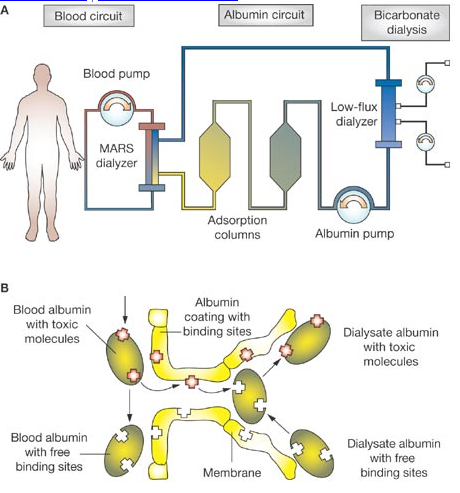 Blood circuit
Albumin circuit
Bicarbonate
dialysis
A
Blood pump
MARS
dialyzer
Low-flux
dialyzer
Adsorption
columns
Albumin pump
B
Blood albumin
with toxic
molecules
Albumin
coating with
binding sites
Dialysate albumin
with toxic
molecules
Blood albumin
with free
binding sites
Membrane
Dialysate albumin
with free
binding sites